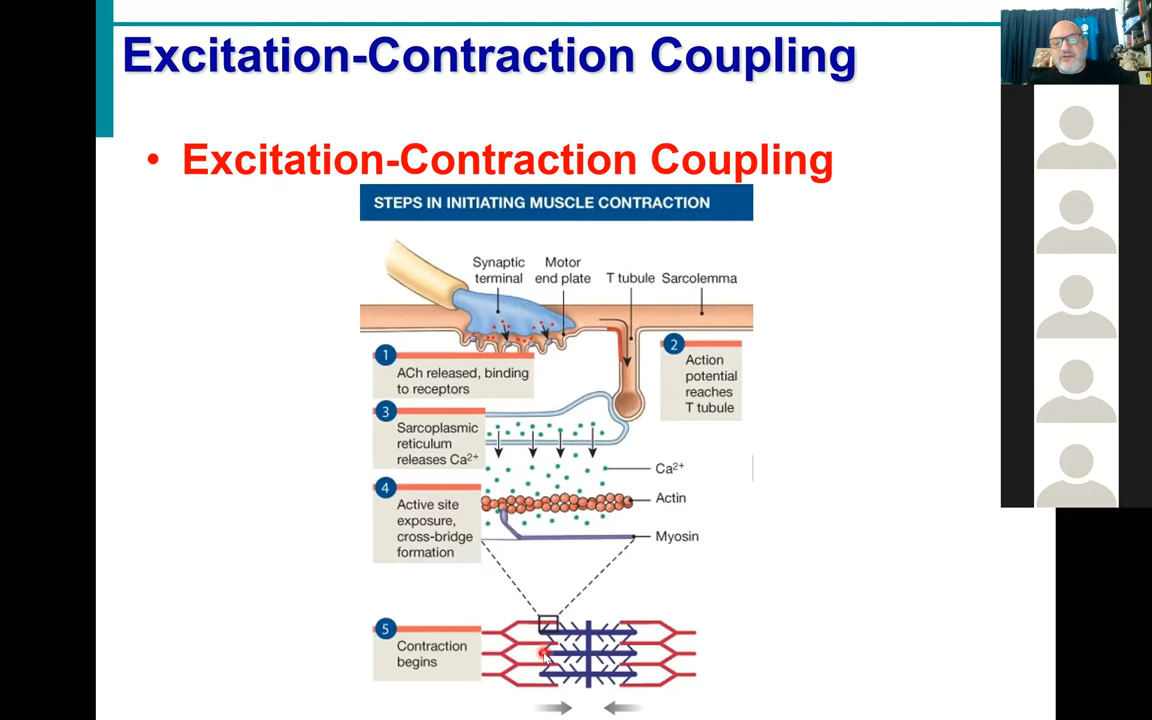 Excitation-Contraction Coupling
• Excitation-Contraction Coupling
STEPS IN INITIATING MUSCLE CONTRACTION
Synaptic
terminal
Motor
end plate
T tubule
Sarcolemma
1
ACh released, binding
to receptors
2
Action
potential
reaches
T tubule
3
Sarcoplasmic
reticulum
releases Ca²⁺
Ca²⁺
4
Active site
exposure,
cross-bridge
formation
Actin
Myosin
5
Contraction
begins